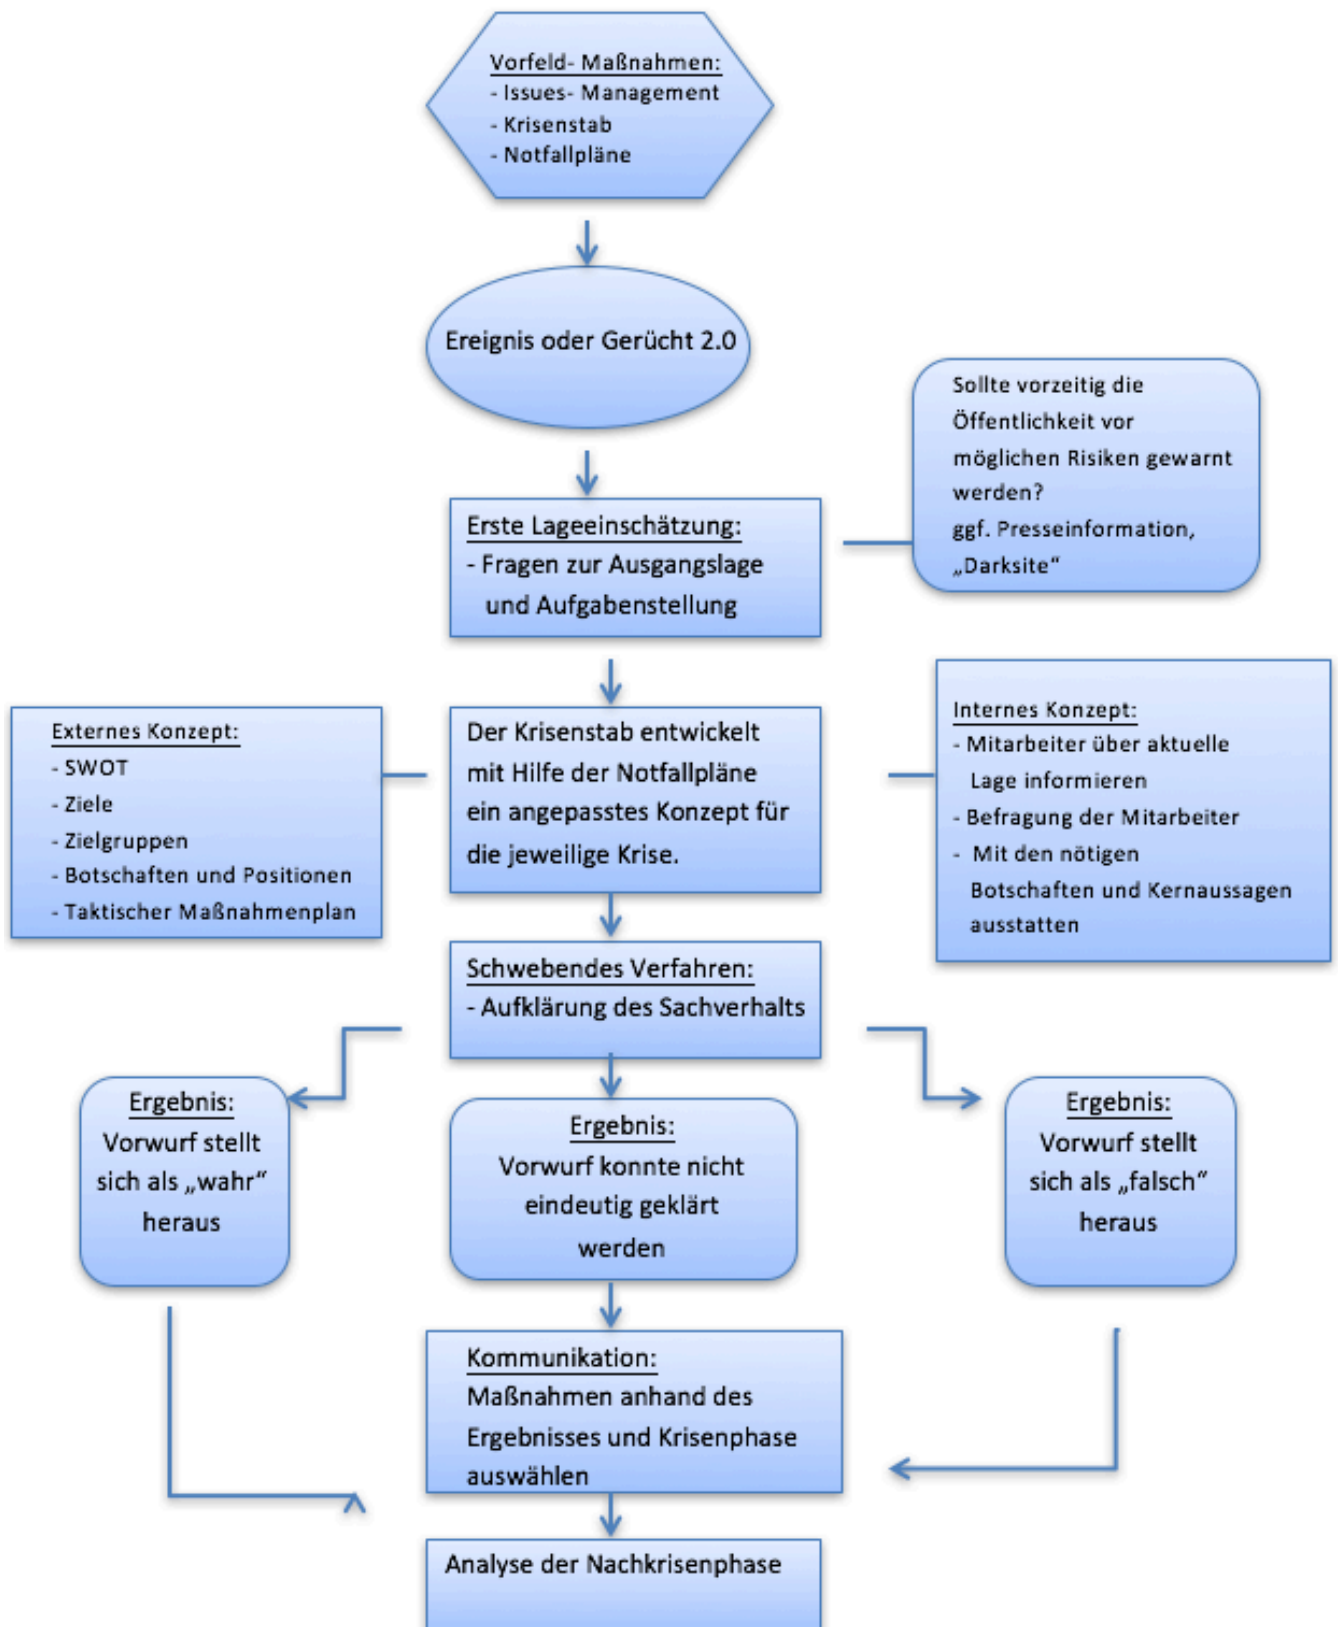 Vorfeld- Maßnahmen:
- Issues- Management
- Krisenstab
- Notfallpläne
Ereignis oder Gerücht 2.0
Sollte vorzeitig die
Öffentlichkeit vor
möglichen Risiken gewarnt
werden?
ggf. Presseinformation,
„Darksite“
Erste Lageeinschätzung:
- Fragen zur Ausgangslage
und Aufgabenstellung
Externes Konzept:
- SWOT
- Ziele
- Zielgruppen
- Botschaften und Positionen
- Taktischer Maßnahmenplan
Der Krisenstab entwickelt
mit Hilfe der Notfallpläne
ein angepasstes Konzept für
die jeweilige Krise.
Internes Konzept:
- Mitarbeiter über aktuelle
Lage informieren
- Befragung der Mitarbeiter
- Mit den nötigen
Botschaften und Kernaussagen
ausstatten
Schwebendes Verfahren:
- Aufklärung des Sachverhalts
Ergebnis:
Vorwurf stellt
sich als „wahr“
heraus
Ergebnis:
Vorwurf konnte nicht
eindeutig geklärt
werden
Ergebnis:
Vorwurf stellt
sich als „falsch“
heraus
Kommunikation:
Maßnahmen anhand des
Ergebnisses und Krisenphase
auswählen
Analyse der Nachkrisenphase